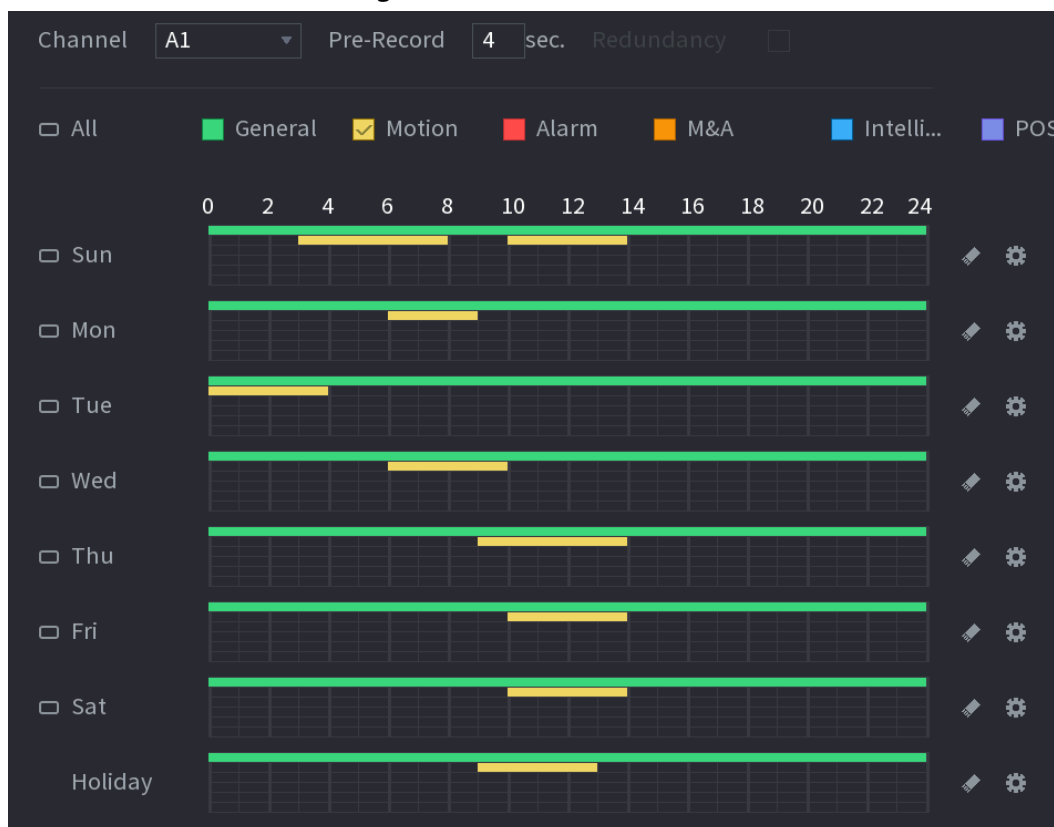 Channel A1 Pre-Record 4 sec. Redundancy
All General Motion Alarm M&A Intelli... POS
0 2 4 6 8 10 12 14 16 18 20 22 24
Sun
Mon
Tue
Wed
Thu
Fri
Sat
Holiday